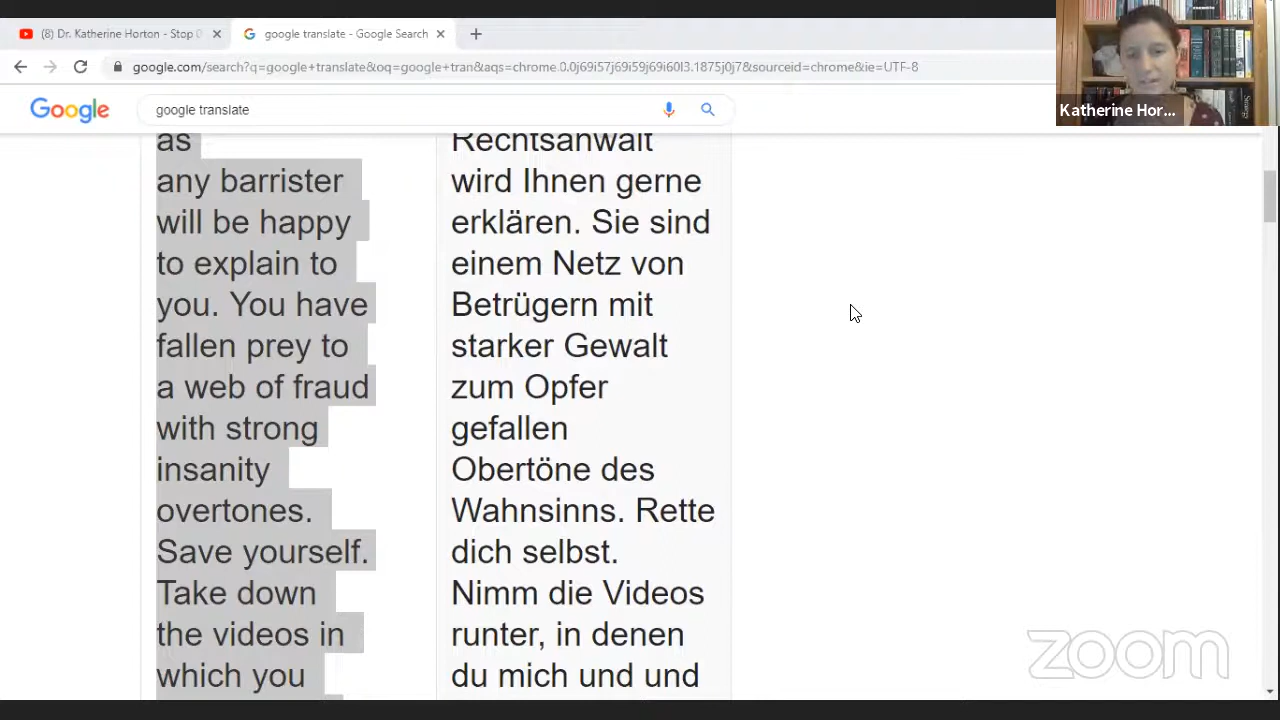 (8) Dr. Katherine Horton - Stop
google translate - Google Search
google.com/search?q=google+translate&oq=google+tran&aqs=chrome.0.0j69i57j69i59j69i60l3.1875j0j7&sourceid=chrome&ie=UTF-8
Katherine Hor...
Google
google translate
as
any barrister
will be happy
to explain to
you. You have
fallen prey to
a web of fraud
with strong
insanity
overtones.
Save yourself.
Take down
the videos in
which you
Rechtsanwalt
wird Ihnen gerne
erklären. Sie sind
einem Netz von
Betrügern mit
starker Gewalt
zum Opfer
gefallen
Obertöne des
Wahnsinns. Rette
dich selbst.
Nimm die Videos
runter, in denen
du mich und und
zoom